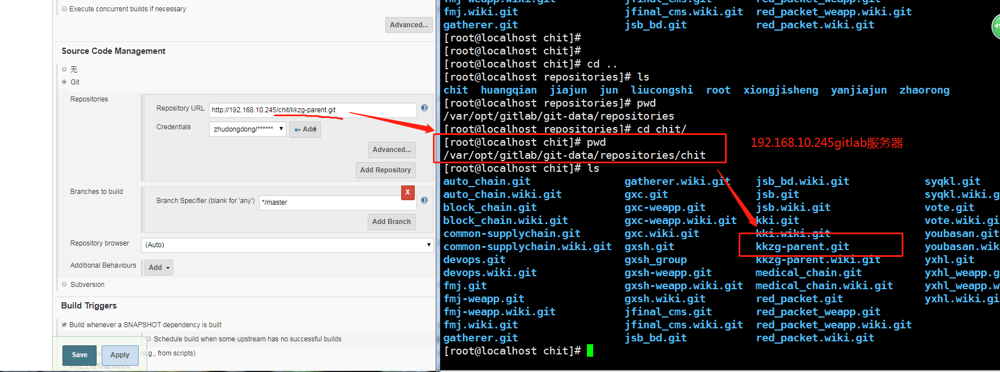 Execute concurrent builds if necessary
Advanced...
Source Code Management
无
Git
Repositories
Repository URL
http://192.168.10.245/chit/kkzg-parent.git
Credentials
zhudongdong/******
Add
Advanced...
Add Repository
Branches to build
X
Branch Specifier (blank for 'any')
*/master
Add Branch
Repository browser
(Auto)
Additional Behaviours
Add
Subversion
Build Triggers
Build whenever a SNAPSHOT dependency is built
Schedule build when some upstream has no successful builds
(e.g., from scripts)
Save
Apply
fmj-weapp.wiki.git jfinal_cms.git red_packet_weapp.git
fmj.wiki.git jfinal_cms.wiki.git red_packet_weapp.wiki.git
gatherer.git jsb_bd.git red_packet.wiki.git
[root@localhost chit]#
[root@localhost chit]#
[root@localhost chit]# cd ..
[root@localhost repositories]# ls
chit huangqian jiajun jun liucongshi root xiongjisheng yanjiajun zhaorong
[root@localhost repositories]# pwd
/var/opt/gitlab/git-data/repositories
[root@localhost repositories]# cd chit/
[root@localhost chit]# pwd
/var/opt/gitlab/git-data/repositories/chit
192.168.10.245gitlab服务器
[root@localhost chit]# ls
auto_chain.git gatherer.wiki.git jsb_bd.wiki.git syqkl.git
auto_chain.wiki.git gxc.git jsb.git syqkl.wiki.g
block_chain.git gxc-weapp.git jsb.wiki.git vote.git
block_chain.wiki.git gxc-weapp.wiki.git kki.git vote.wiki.gi
common-supplychain.git gxc.wiki.git kki.wiki.git youbasan.git
common-supplychain.wiki.git gxsh.git kkzg-parent.git youbasan.wik
devops.git gxsh_group kkzg-parent.wiki.git yxhl.git
devops.wiki.git gxsh-weapp.git medical_chain.git yxhl_weapp.g
fmj.git gxsh-weapp.wiki.git medical_chain.wiki.git yxhl_weapp.w
fmj-weapp.git gxsh.wiki.git red_packet.git yxhl.wiki.gi
fmj-weapp.wiki.git jfinal_cms.git red_packet_weapp.git
fmj.wiki.git jfinal_cms.wiki.git red_packet_weapp.wiki.git
gatherer.git jsb_bd.git red_packet.wiki.git
[root@localhost chit]#